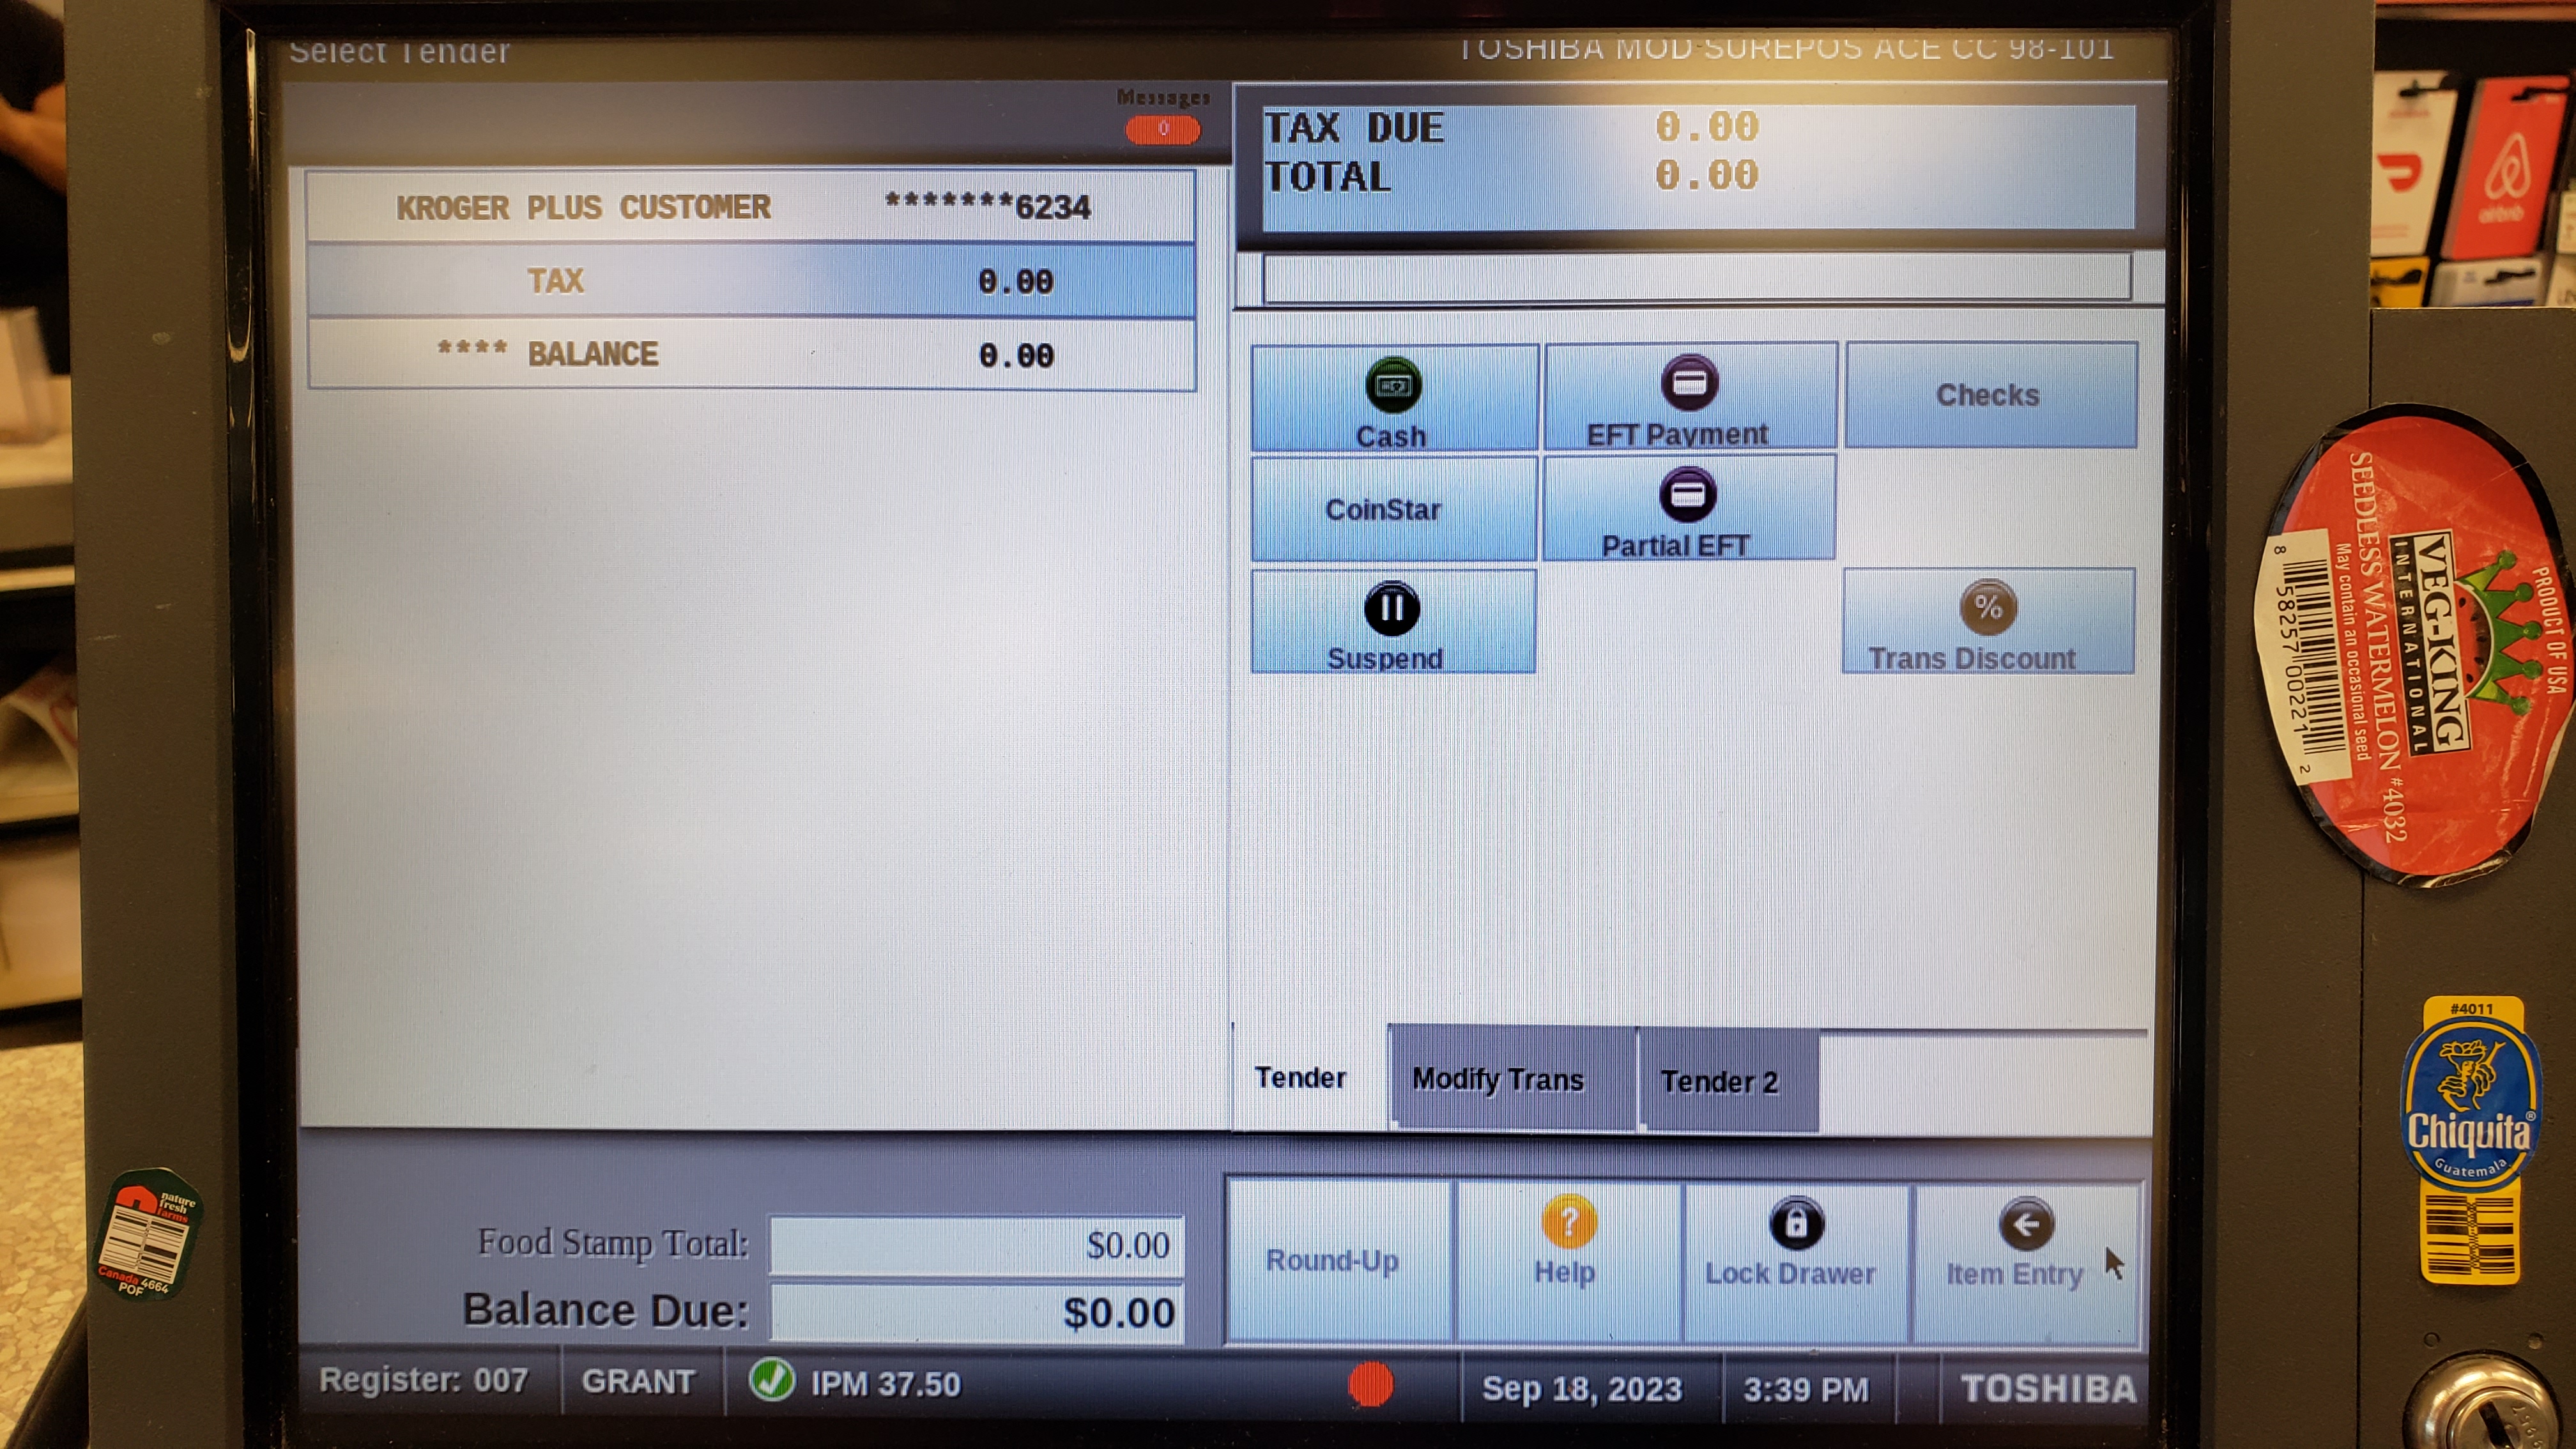 Select Tender
TOSHIBA MOD SUREPOS ACE CC 98-101
Messages
0
KROGER PLUS CUSTOMER *******6234
TAX 0.00
**** BALANCE 0.00
TAX DUE 0.00
TOTAL 0.00
Cash
EFT Payment
Checks
CoinStar
Partial EFT
Suspend
%
Trans Discount
Tender
Modify Trans
Tender 2
Food Stamp Total: $0.00
Balance Due: $0.00
Round-Up
?
Help
Lock Drawer
Item Entry
Register: 007
GRANT
IPM 37.50
Sep 18, 2023
3:39 PM
TOSHIBA
airbnb
PRODUCT OF USA
VEG-KING
INTERNATIONAL
SEEDLESS WATERMELON #4032
May contain an occasional seed
8 58257 00221 2
#4011
Chiquita®
Guatemala
nature
fresh
farms
Canada 4664
POF